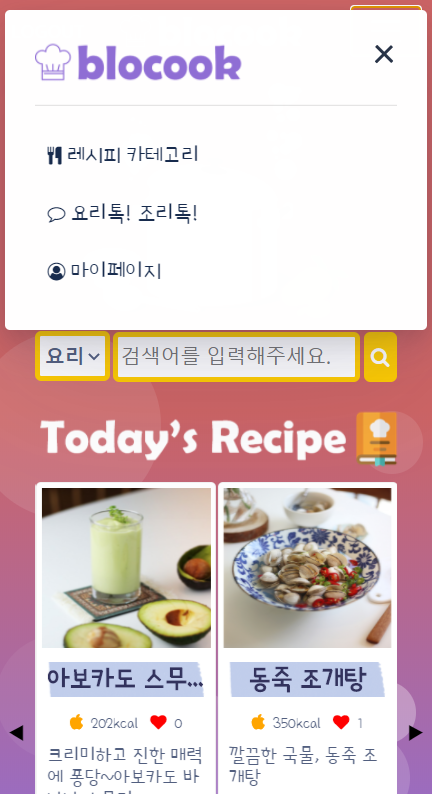 blocook
레시피 카테고리
요리톡! 조리톡!
마이페이지
요리
검색어를 입력해주세요.
Today's Recipe
아보카도 스무...
동죽 조개탕
202kcal 0
350kcal 1
크리미하고 진한 매력
에 퐁당~아보카도 바
깔끔한 국물, 동죽 조
개탕